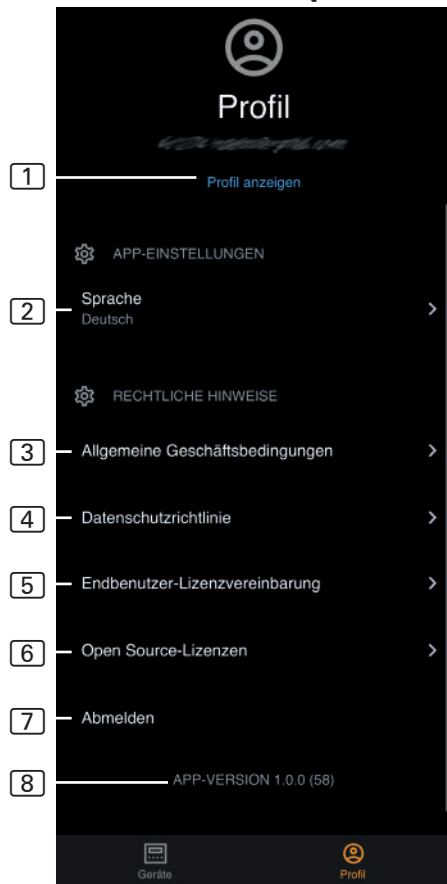 Profil
1
Profil anzeigen
APP-EINSTELLUNGEN
2
Sprache
Deutsch
RECHTLICHE HINWEISE
3
Allgemeine Geschäftsbedingungen
4
Datenschutzrichtlinie
5
Endbenutzer-Lizenzvereinbarung
6
Open Source-Lizenzen
7
Abmelden
8
APP-VERSION 1.0.0 (58)
Geräte
Profil